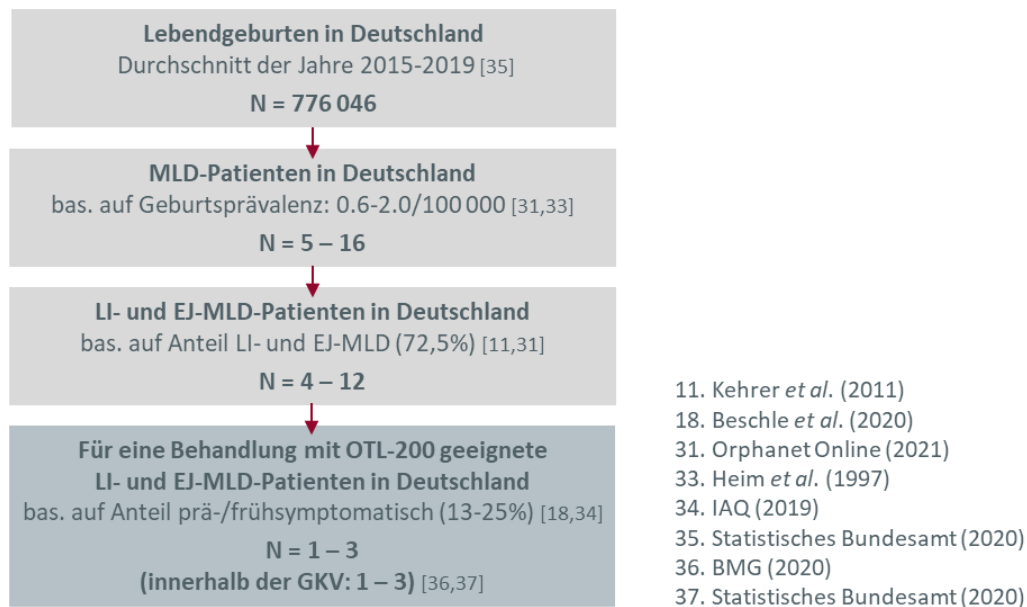 Lebendgeburten in Deutschland
Durchschnitt der Jahre 2015-2019 [35]
N = 776 046
MLD-Patienten in Deutschland
bas. auf Geburtsprävalenz: 0.6-2.0/100 000 [31,33]
N = 5 – 16
LI- und EJ-MLD-Patienten in Deutschland
bas. auf Anteil LI- und EJ-MLD (72,5%) [11,31]
N = 4 – 12
Für eine Behandlung mit OTL-200 geeignete
LI- und EJ-MLD-Patienten in Deutschland
bas. auf Anteil prä-/frühsymptomatisch (13-25%) [18,34]
N = 1 – 3
(innerhalb der GKV: 1 – 3) [36,37]
11. Kehrer et al. (2011)
18. Beschle et al. (2020)
31. Orphanet Online (2021)
33. Heim et al. (1997)
34. IAQ (2019)
35. Statistisches Bundesamt (2020)
36. BMG (2020)
37. Statistisches Bundesamt (2020)